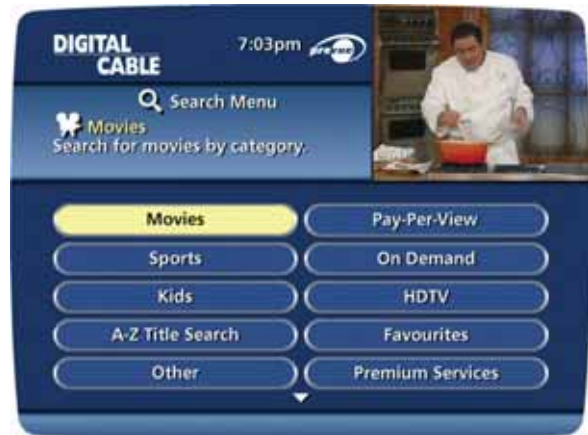 DIGITAL
CABLE
7:03pm
Search Menu
Movies
Search for movies by category.
Movies
Pay-Per-View
Sports
On Demand
Kids
HDTV
A-Z Title Search
Favourites
Other
Premium Services